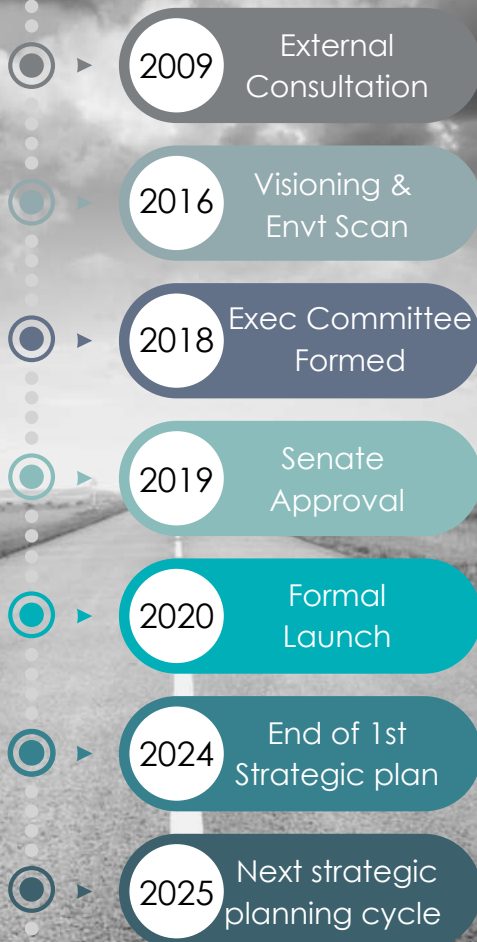 2009
External
Consultation
2016
Visioning &
Envt Scan
2018
Exec Committee
Formed
2019
Senate
Approval
2020
Formal
Launch
2024
End of 1st
Strategic plan
2025
Next strategic
planning cycle